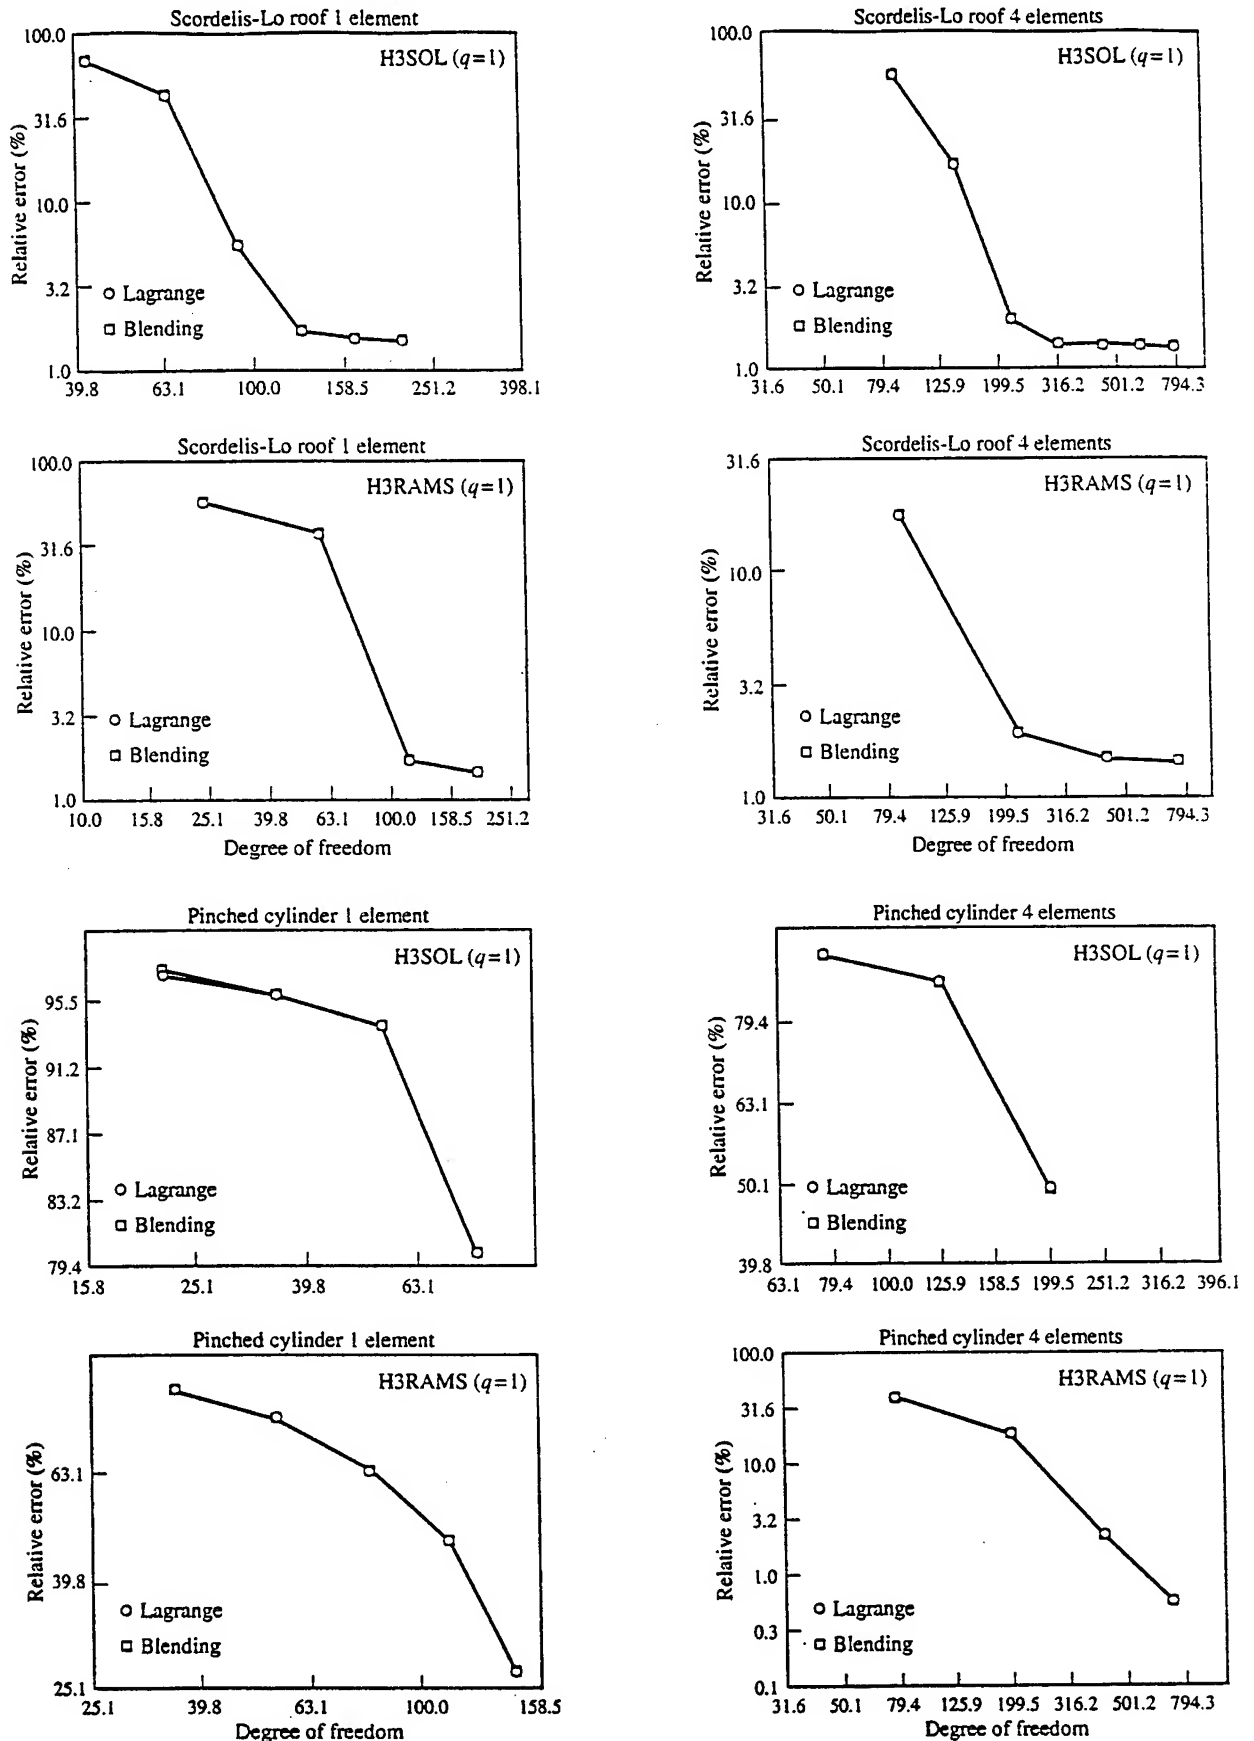 Scordelis-Lo roof 1 element
H3SOL (q=1)
Relative error (%)
100.0
31.6
10.0
3.2
1.0
Lagrange
Blending
39.8 63.1 100.0 158.5 251.2 398.1
Scordelis-Lo roof 4 elements
H3SOL (q=1)
Relative error (%)
100.0
31.6
10.0
3.2
1.0
Lagrange
Blending
31.6 50.1 79.4 125.9 199.5 316.2 501.2 794.3
Scordelis-Lo roof 1 element
H3RAMS (q=1)
Relative error (%)
100.0
31.6
10.0
3.2
1.0
Lagrange
Blending
10.0 15.8 25.1 39.8 63.1 100.0 158.5 251.2
Degree of freedom
Scordelis-Lo roof 4 elements
H3RAMS (q=1)
Relative error (%)
31.6
10.0
3.2
1.0
Lagrange
Blending
31.6 50.1 79.4 125.9 199.5 316.2 501.2 794.3
Degree of freedom
Pinched cylinder 1 element
H3SOL (q=1)
Relative error (%)
95.5
91.2
87.1
83.2
79.4
Lagrange
Blending
15.8 25.1 39.8 63.1
Pinched cylinder 4 elements
H3SOL (q=1)
Relative error (%)
79.4
63.1
50.1
39.8
Lagrange
Blending
63.1 79.4 100.0 125.9 158.5 199.5 251.2 316.2 396.1
Pinched cylinder 1 element
H3RAMS (q=1)
Relative error (%)
63.1
39.8
25.1
Lagrange
Blending
25.1 39.8 63.1 100.0 158.5
Degree of freedom
Pinched cylinder 4 elements
H3RAMS (q=1)
Relative error (%)
100.0
31.6
10.0
3.2
1.0
0.3
0.1
Lagrange
Blending
31.6 50.1 79.4 125.9 199.5 316.2 501.2 794.3
Degree of freedom